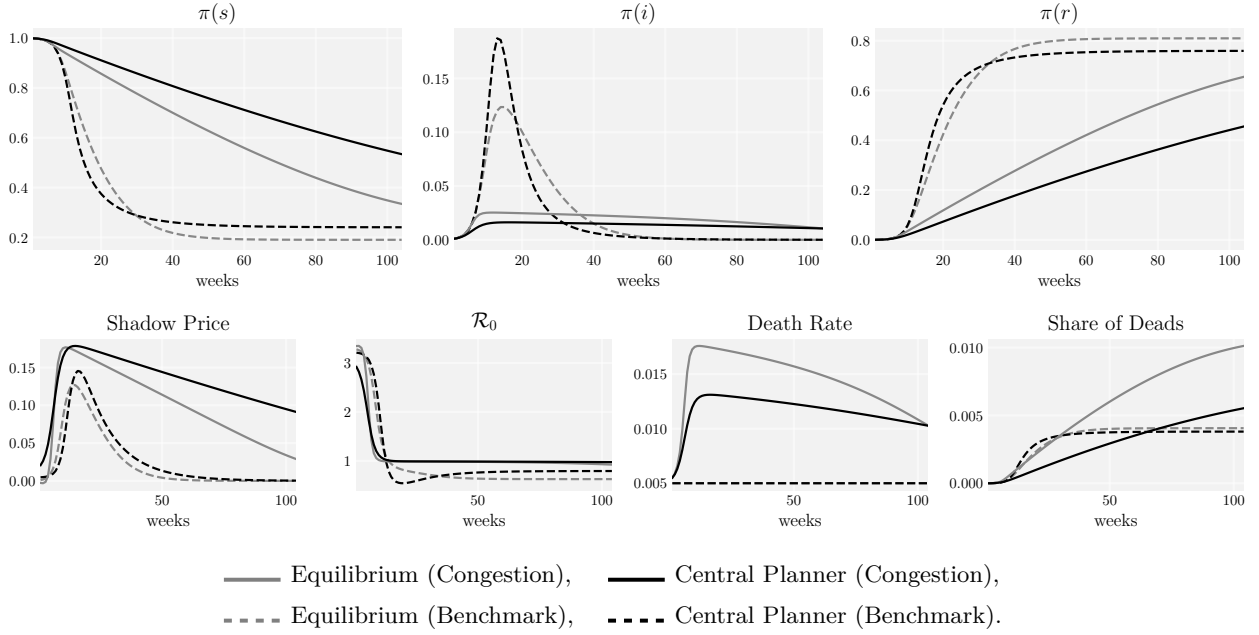 π(s) π(i) π(r)
1.0 0.8 0.6 0.4 0.2
20 40 60 80 100
weeks
0.15 0.10 0.05 0.00
20 40 60 80 100
weeks
0.8 0.6 0.4 0.2 0.0
20 40 60 80 100
weeks
Shadow Price R₀ Death Rate Share of Deads
0.15 0.10 0.05 0.00
50 100
weeks
3 2 1
50 100
weeks
0.015 0.010 0.005
50 100
weeks
0.010 0.005 0.000
50 100
weeks
Equilibrium (Congestion), Central Planner (Congestion),
Equilibrium (Benchmark), Central Planner (Benchmark).